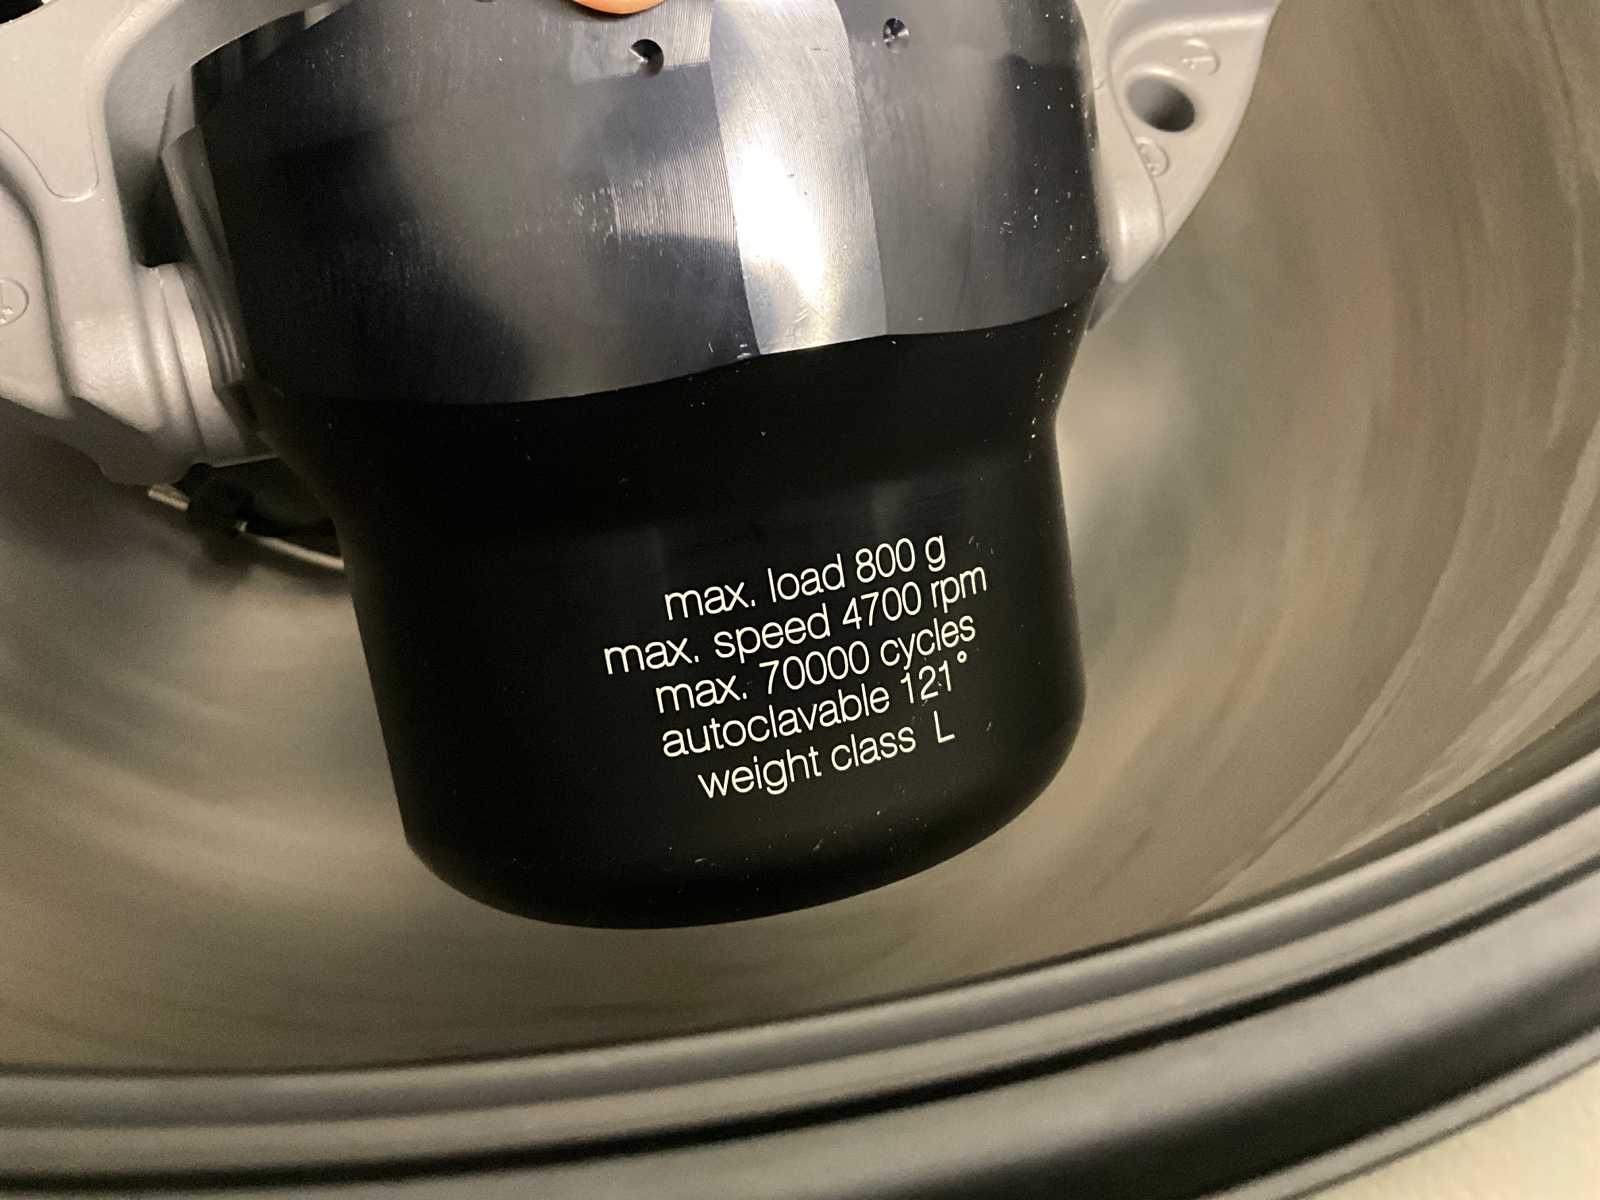 max. load 800 g
max. speed 4700 rpm
max. 70000 cycles
autoclavable 121°
weight class L